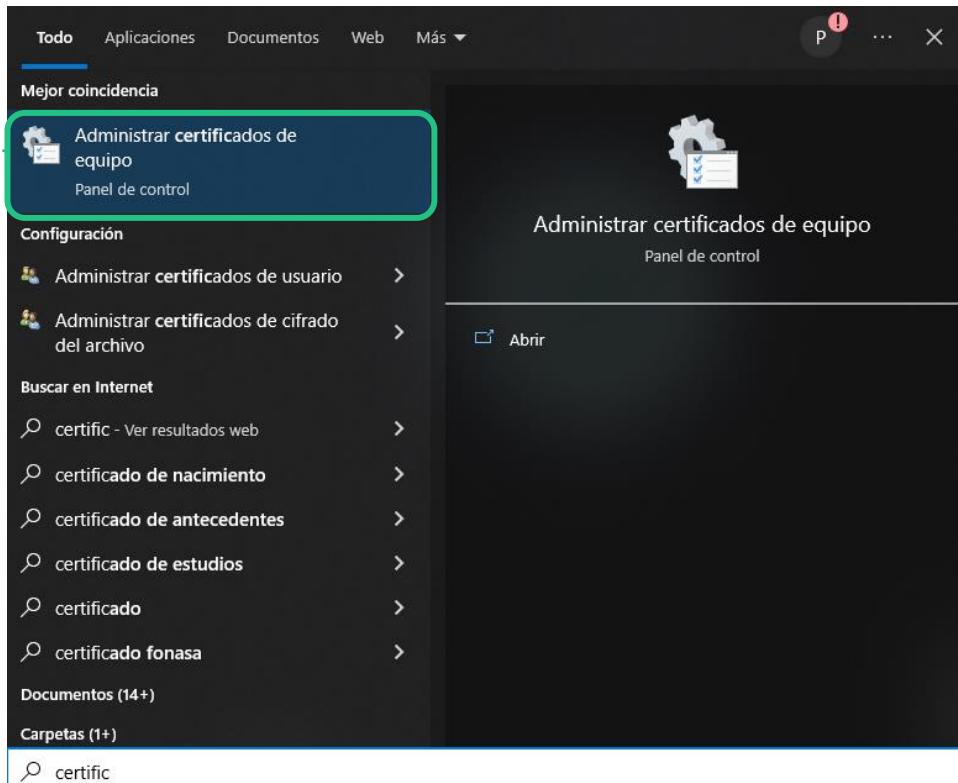 Todo Aplicaciones Documentos Web Más
P ! ...
Mejor coincidencia
Administrar certificados de
equipo
Panel de control
Configuración
Administrar certificados de usuario
Administrar certificados de cifrado
del archivo
Buscar en Internet
certific - Ver resultados web
certificado de nacimiento
certificado de antecedentes
certificado de estudios
certificado
certificado fonasa
Documentos (14+)
Carpetas (1+)
certific
Administrar certificados de equipo
Panel de control
Abrir